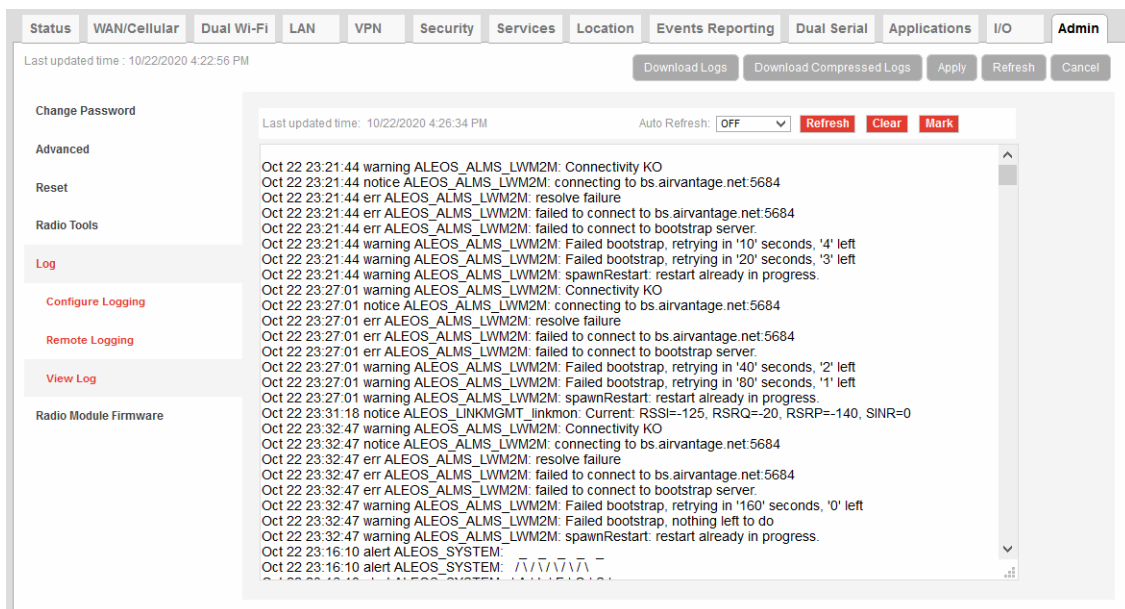 Status WAN/Cellular Dual Wi-Fi LAN VPN Security Services Location Events Reporting Dual Serial Applications I/O Admin
Last updated time : 10/22/2020 4:22:56 PM
Download Logs Download Compressed Logs Apply Refresh Cancel
Change Password
Advanced
Reset
Radio Tools
Log
Configure Logging
Remote Logging
View Log
Radio Module Firmware
Last updated time: 10/22/2020 4:26:34 PM Auto Refresh: OFF Refresh Clear Mark
Oct 22 23:21:44 warning ALEOS_ALMS_LWM2M: Connectivity KO
Oct 22 23:21:44 notice ALEOS_ALMS_LWM2M: connecting to bs.airvantage.net:5684
Oct 22 23:21:44 err ALEOS_ALMS_LWM2M: resolve failure
Oct 22 23:21:44 err ALEOS_ALMS_LWM2M: failed to connect to bs.airvantage.net:5684
Oct 22 23:21:44 err ALEOS_ALMS_LWM2M: failed to connect to bootstrap server.
Oct 22 23:21:44 warning ALEOS_ALMS_LWM2M: Failed bootstrap, retrying in '10' seconds, '4' left
Oct 22 23:21:44 warning ALEOS_ALMS_LWM2M: Failed bootstrap, retrying in '20' seconds, '3' left
Oct 22 23:21:44 warning ALEOS_ALMS_LWM2M: spawnRestart: restart already in progress.
Oct 22 23:27:01 warning ALEOS_ALMS_LWM2M: Connectivity KO
Oct 22 23:27:01 notice ALEOS_ALMS_LWM2M: connecting to bs.airvantage.net:5684
Oct 22 23:27:01 err ALEOS_ALMS_LWM2M: resolve failure
Oct 22 23:27:01 err ALEOS_ALMS_LWM2M: failed to connect to bs.airvantage.net:5684
Oct 22 23:27:01 err ALEOS_ALMS_LWM2M: failed to connect to bootstrap server.
Oct 22 23:27:01 warning ALEOS_ALMS_LWM2M: Failed bootstrap, retrying in '40' seconds, '2' left
Oct 22 23:27:01 warning ALEOS_ALMS_LWM2M: Failed bootstrap, retrying in '80' seconds, '1' left
Oct 22 23:27:01 warning ALEOS_ALMS_LWM2M: spawnRestart: restart already in progress.
Oct 22 23:31:18 notice ALEOS_LINKMGMT_linkmon: Current: RSSI=-125, RSRQ=-20, RSRP=-140, SINR=0
Oct 22 23:32:47 warning ALEOS_ALMS_LWM2M: Connectivity KO
Oct 22 23:32:47 notice ALEOS_ALMS_LWM2M: connecting to bs.airvantage.net:5684
Oct 22 23:32:47 err ALEOS_ALMS_LWM2M: resolve failure
Oct 22 23:32:47 err ALEOS_ALMS_LWM2M: failed to connect to bs.airvantage.net:5684
Oct 22 23:32:47 err ALEOS_ALMS_LWM2M: failed to connect to bootstrap server.
Oct 22 23:32:47 warning ALEOS_ALMS_LWM2M: Failed bootstrap, retrying in '160' seconds, '0' left
Oct 22 23:32:47 warning ALEOS_ALMS_LWM2M: Failed bootstrap, nothing left to do
Oct 22 23:32:47 warning ALEOS_ALMS_LWM2M: spawnRestart: restart already in progress.
Oct 22 23:16:10 alert ALEOS_SYSTEM: _ _ _ _ _
Oct 22 23:16:10 alert ALEOS_SYSTEM: / \ / \ / \ / \ / \